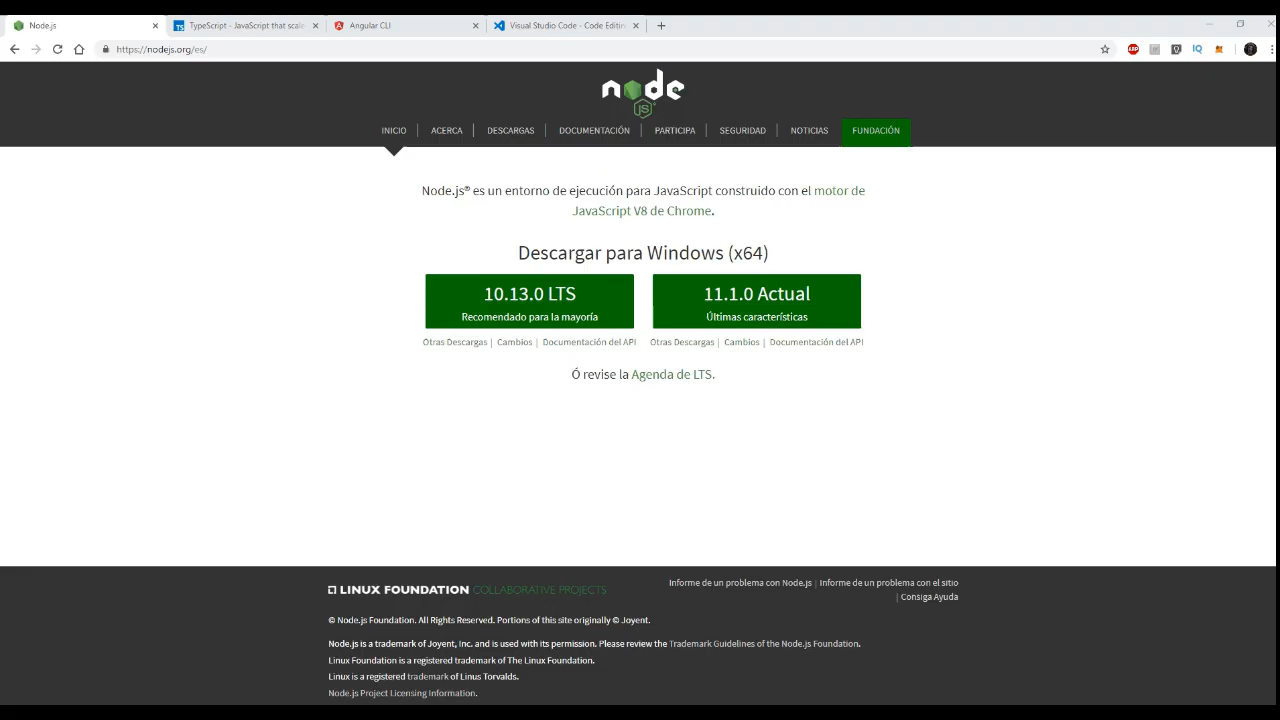 Node.js
TypeScript - JavaScript that scale
Angular CLI
Visual Studio Code - Code Editin
https://nodejs.org/es/
ABP
IQ
node
JS
INICIO
ACERCA
DESCARGAS
DOCUMENTACIÓN
PARTICIPA
SEGURIDAD
NOTICIAS
FUNDACIÓN
Node.js® es un entorno de ejecución para JavaScript construido con el motor de
JavaScript V8 de Chrome.
Descargar para Windows (x64)
10.13.0 LTS
Recomendado para la mayoría
11.1.0 Actual
Últimas características
Otras Descargas | Cambios | Documentación del API
Otras Descargas | Cambios | Documentación del API
Ó revise la Agenda de LTS.
LINUX FOUNDATION COLLABORATIVE PROJECTS
Informe de un problema con Node.js | Informe de un problema con el sitio
| Consiga Ayuda
© Node.js Foundation. All Rights Reserved. Portions of this site originally © Joyent.
Node.js is a trademark of Joyent, Inc. and is used with its permission. Please review the Trademark Guidelines of the Node.js Foundation.
Linux Foundation is a registered trademark of The Linux Foundation.
Linux is a registered trademark of Linus Torvalds.
Node.js Project Licensing Information.